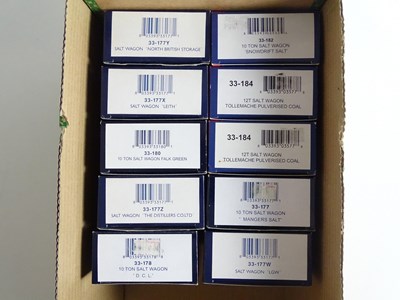 33-177Y
SALT WAGON "NORTH BRITISH STORAGE
33-182
10 TON SALT WAGON
"SNOWDRIFT SALT"
33-177X
SALT WAGON "LEITH"
33-184
12T SALT WAGON
TOLLEMACHE PULVERISED COAL
33-180
10 TON SALT WAGON FALK GREEN
33-184
12T SALT WAGON
TOLLEMACHE PULVERISED COAL
33-177Z
SALT WAGON "THE DISTILLERS CO.LTD"
33-177
10 TON SALT WAGON
" MANGERS SALT"
33-178
10 TON SALT WAGON
" D. C. L."
33-177W
SALT WAGON